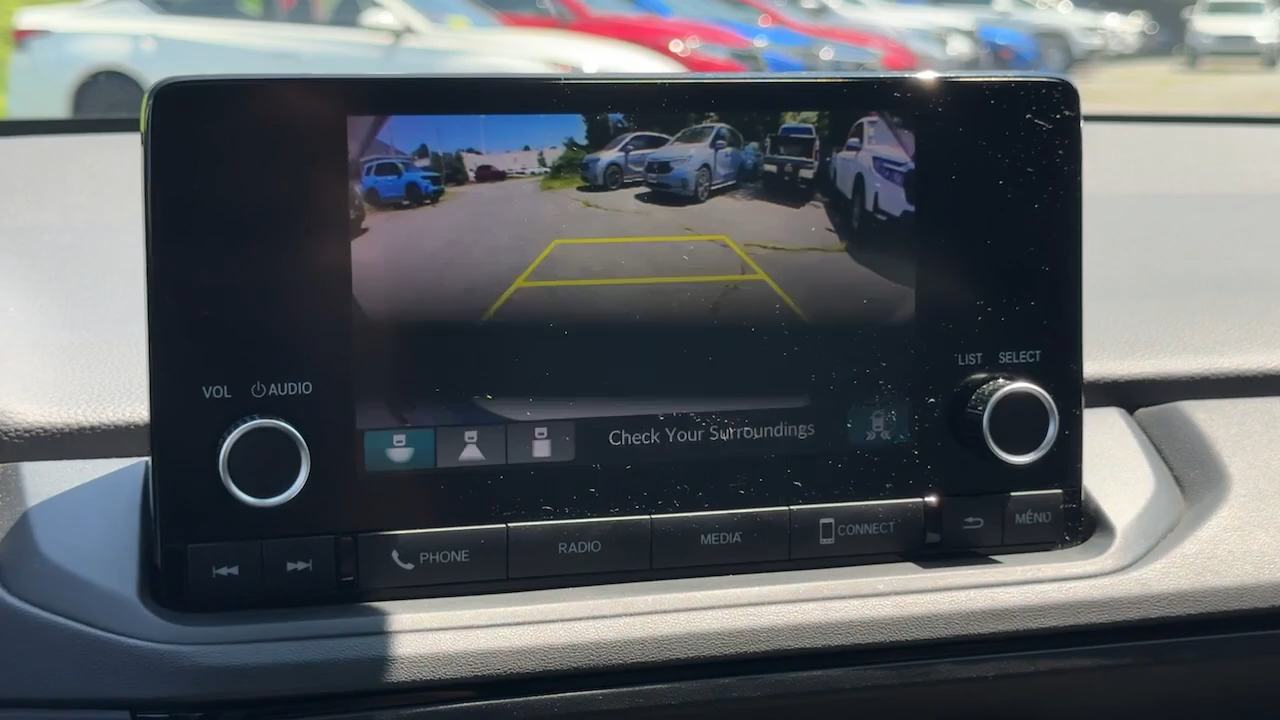 VOL AUDIO
LIST SELECT
Check Your Surroundings
PHONE
RADIO
MEDIA
CONNECT
MENU